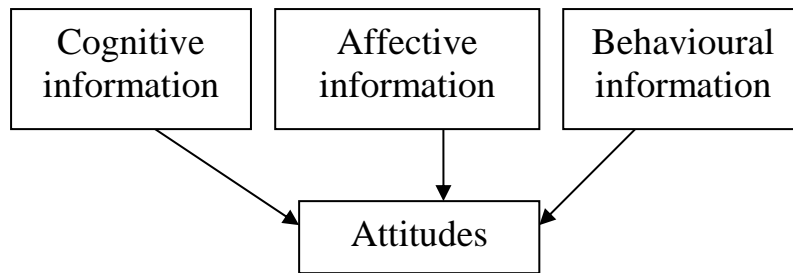 Cognitive
information
Affective
information
Behavioural
information
Attitudes